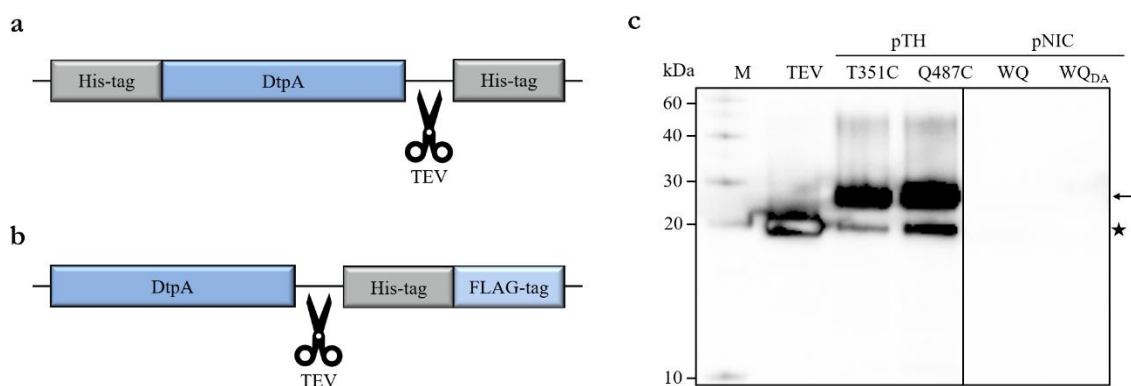 a
His-tag DtpA His-tag
TEV
b
DtpA His-tag FLAG-tag
TEV
c
pTH pNIC
kDa M TEV T351C Q487C WQ WQDA
60
40
30
20
10